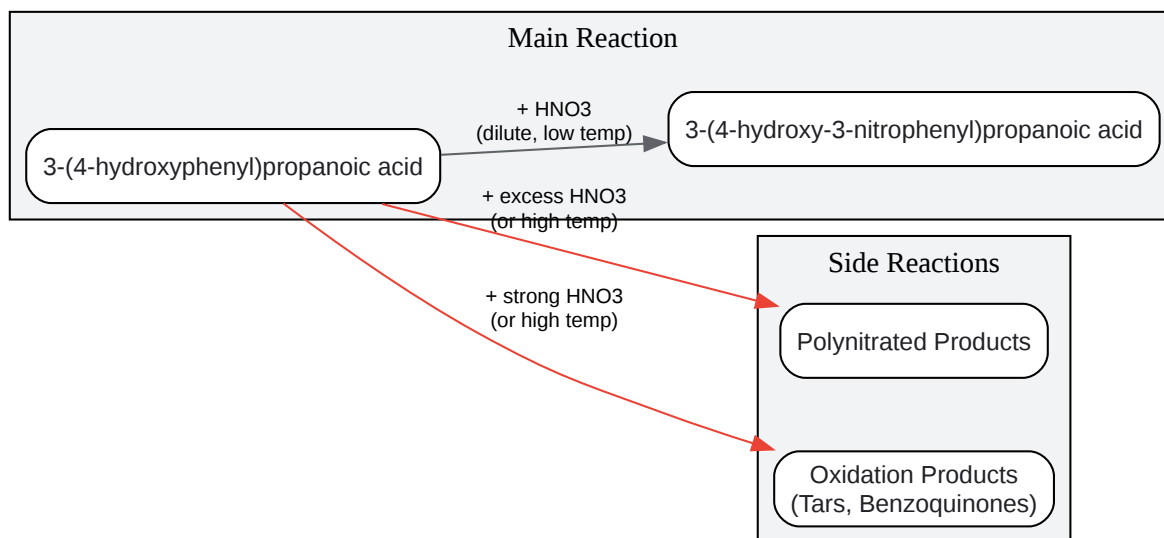 Main Reaction
+ HNO3
(dilute, low temp)
3-(4-hydroxy-3-nitrophenyl)propanoic acid
3-(4-hydroxyphenyl)propanoic acid
+ excess HNO3
(or high temp)
Side Reactions
+ strong HNO3
(or high temp)
Polynitrated Products
Oxidation Products
(Tars, Benzoquinones)